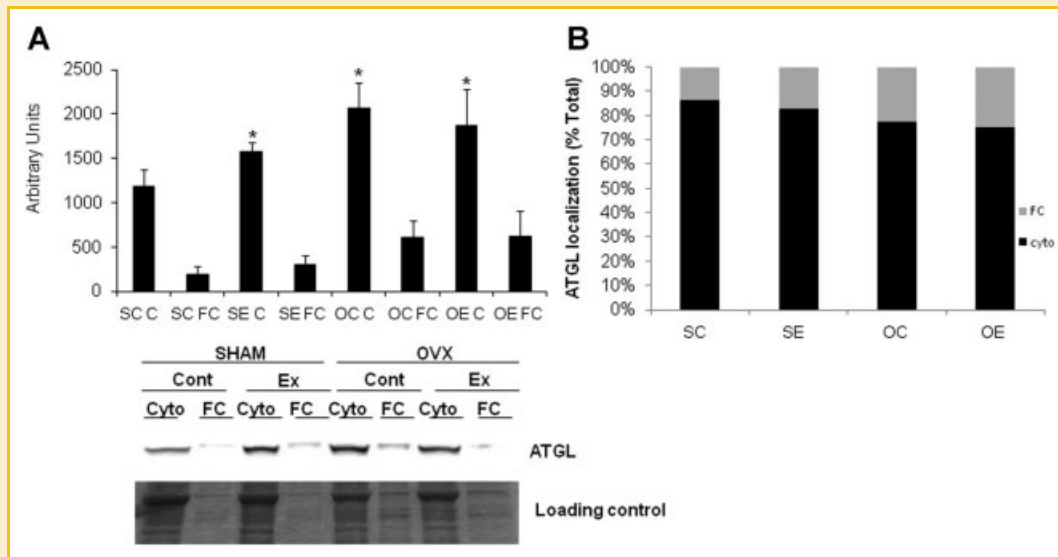 A
2500
2000
1500
1000
500
0
Arbitrary Units
*
*
*
SC C SC FC SE C SE FC OC C OC FC OE C OE FC
SHAM OVX
Cont Ex Cont Ex
Cyto FC Cyto FC Cyto FC Cyto FC
ATGL
Loading control
B
100%
90%
80%
70%
60%
50%
40%
30%
20%
10%
0%
ATGL localization (% Total)
SC SE OC OE
FC
cyto